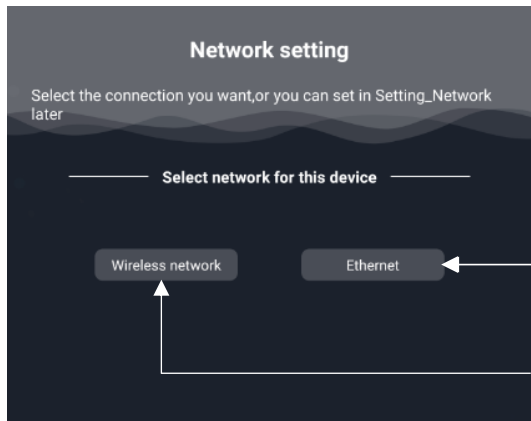 Network setting
Select the connection you want,or you can set in Setting_Network
later
Select network for this device
Wireless network
Ethernet